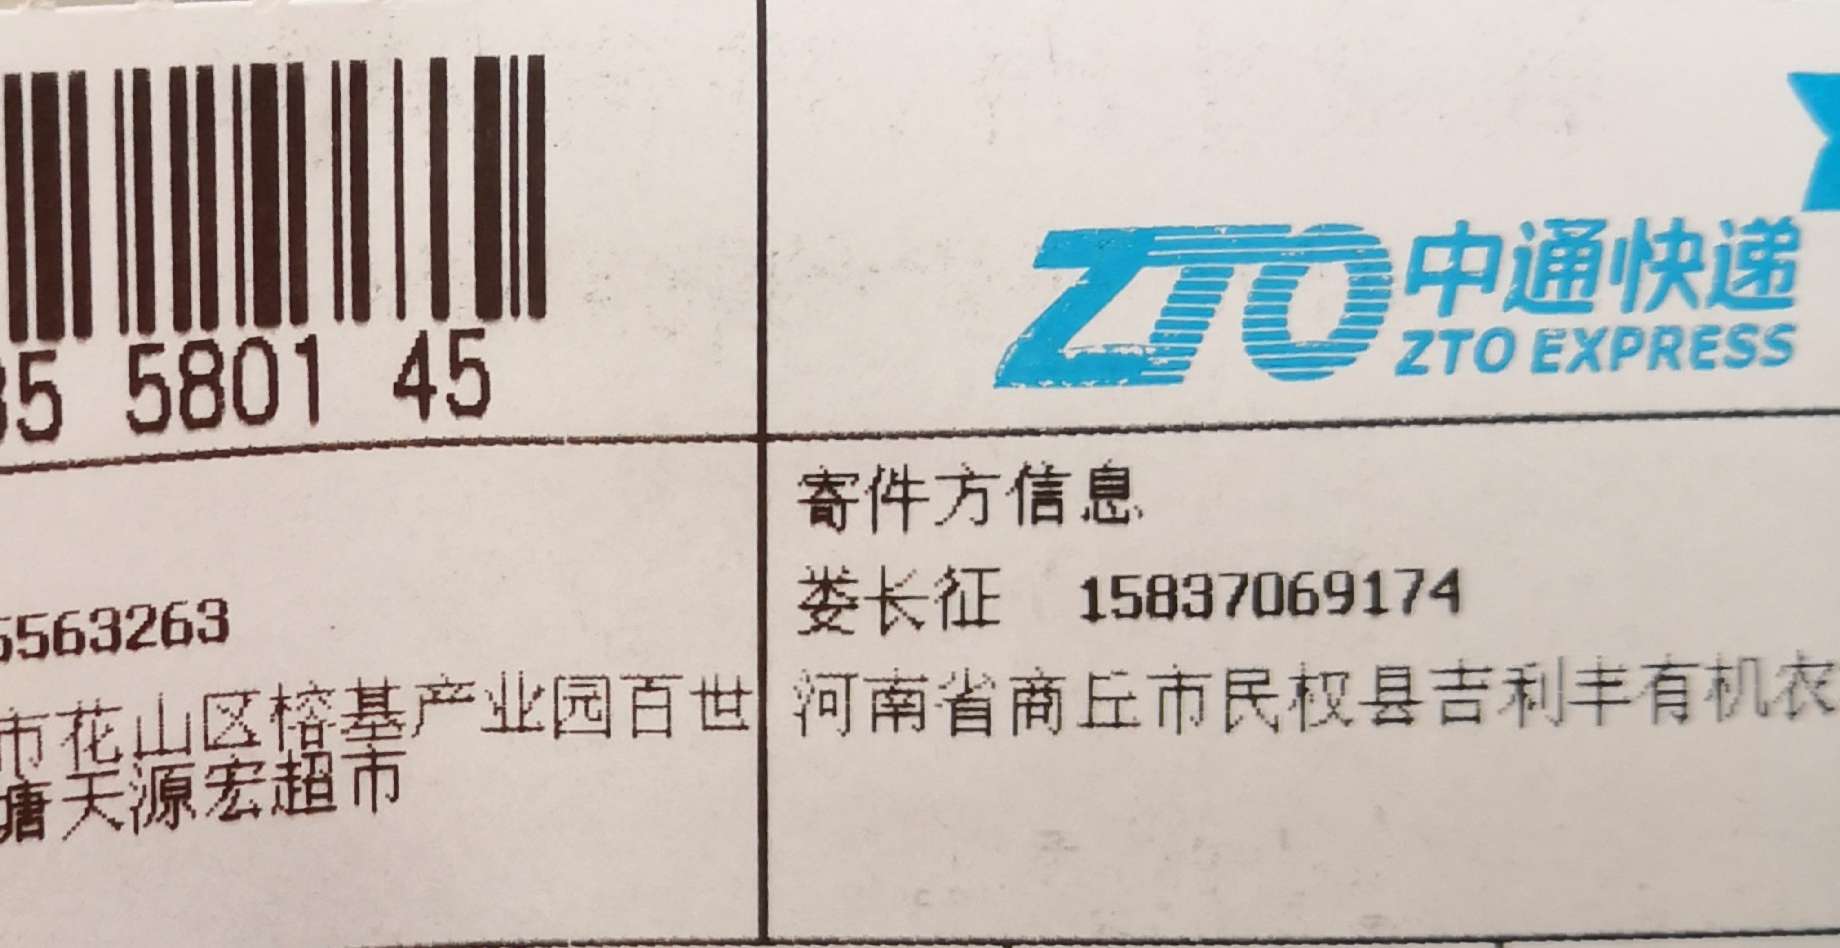 35 5801 45
ZTO 中通快递
ZTO EXPRESS
寄件方信息
娄长征 15837069174
河南省商丘市民权县吉利丰有机农
5563263
市花山区榕基产业园百世
塘天源宏超市